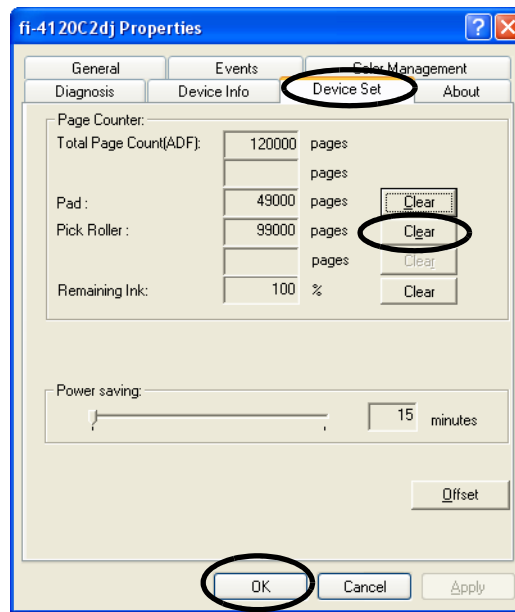 fi-4120C2dj Properties
General Events Color Management
Diagnosis Device Info Device Set About
Page Counter:
Total Page Count(ADF): 120000 pages
pages
Pad : 49000 pages Clear
Pick Roller : 99000 pages Clear
pages Clear
Remaining Ink: 100 % Clear
Power saving:
15 minutes
Offset
OK Cancel Apply